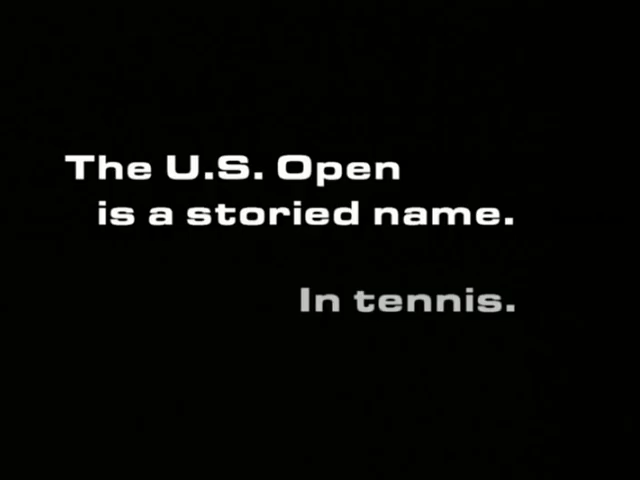 The U.S. Open
is a storied name.
In tennis.